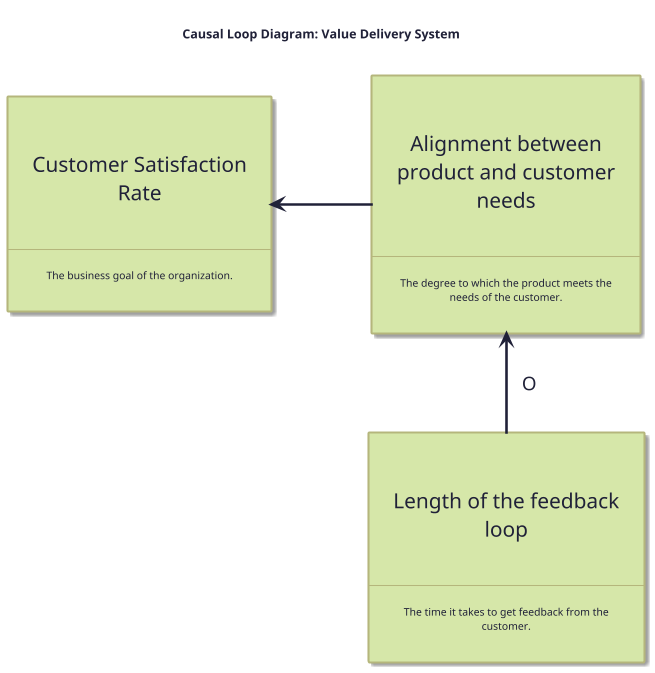 Causal Loop Diagram: Value Delivery System
Customer Satisfaction
Rate
The business goal of the organization.
Alignment between
product and customer
needs
The degree to which the product meets the
needs of the customer.
O
Length of the feedback
loop
The time it takes to get feedback from the
customer.